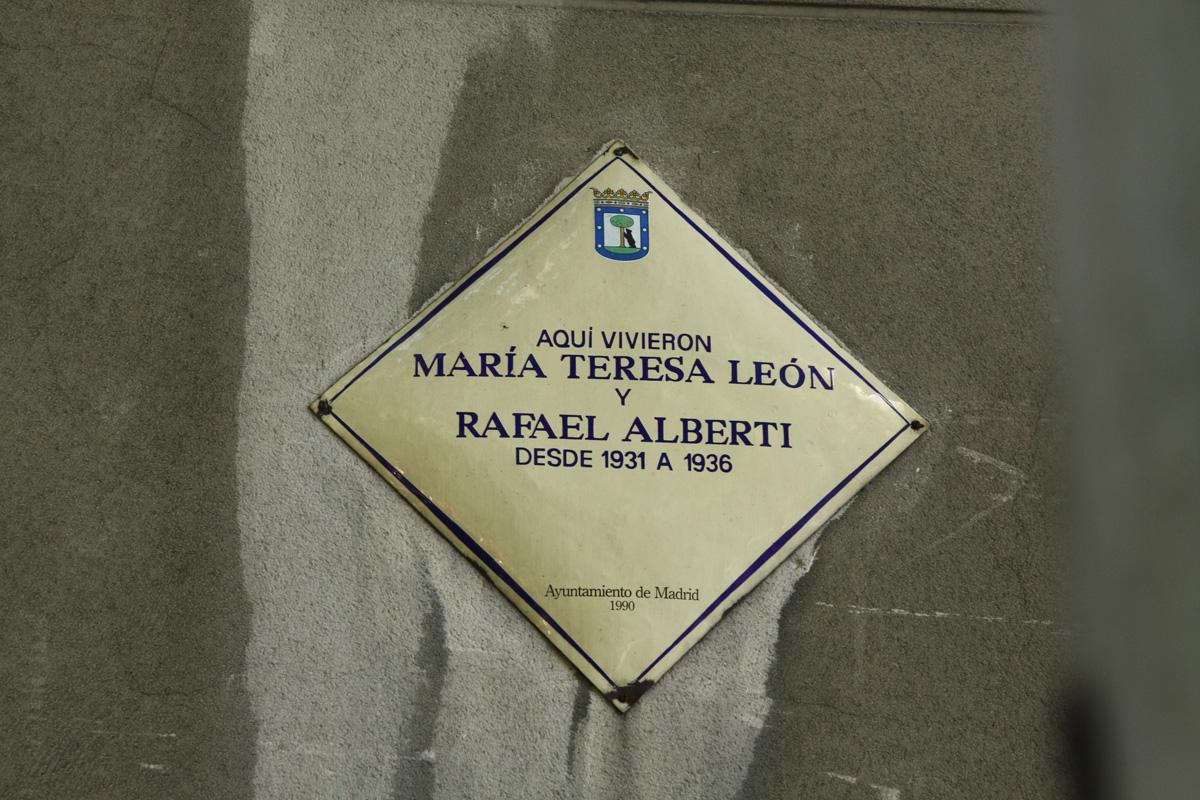 AQUÍ VIVIERON
MARÍA TERESA LEÓN
Y
RAFAEL ALBERTI
DESDE 1931 A 1936
Ayuntamiento de Madrid
1990